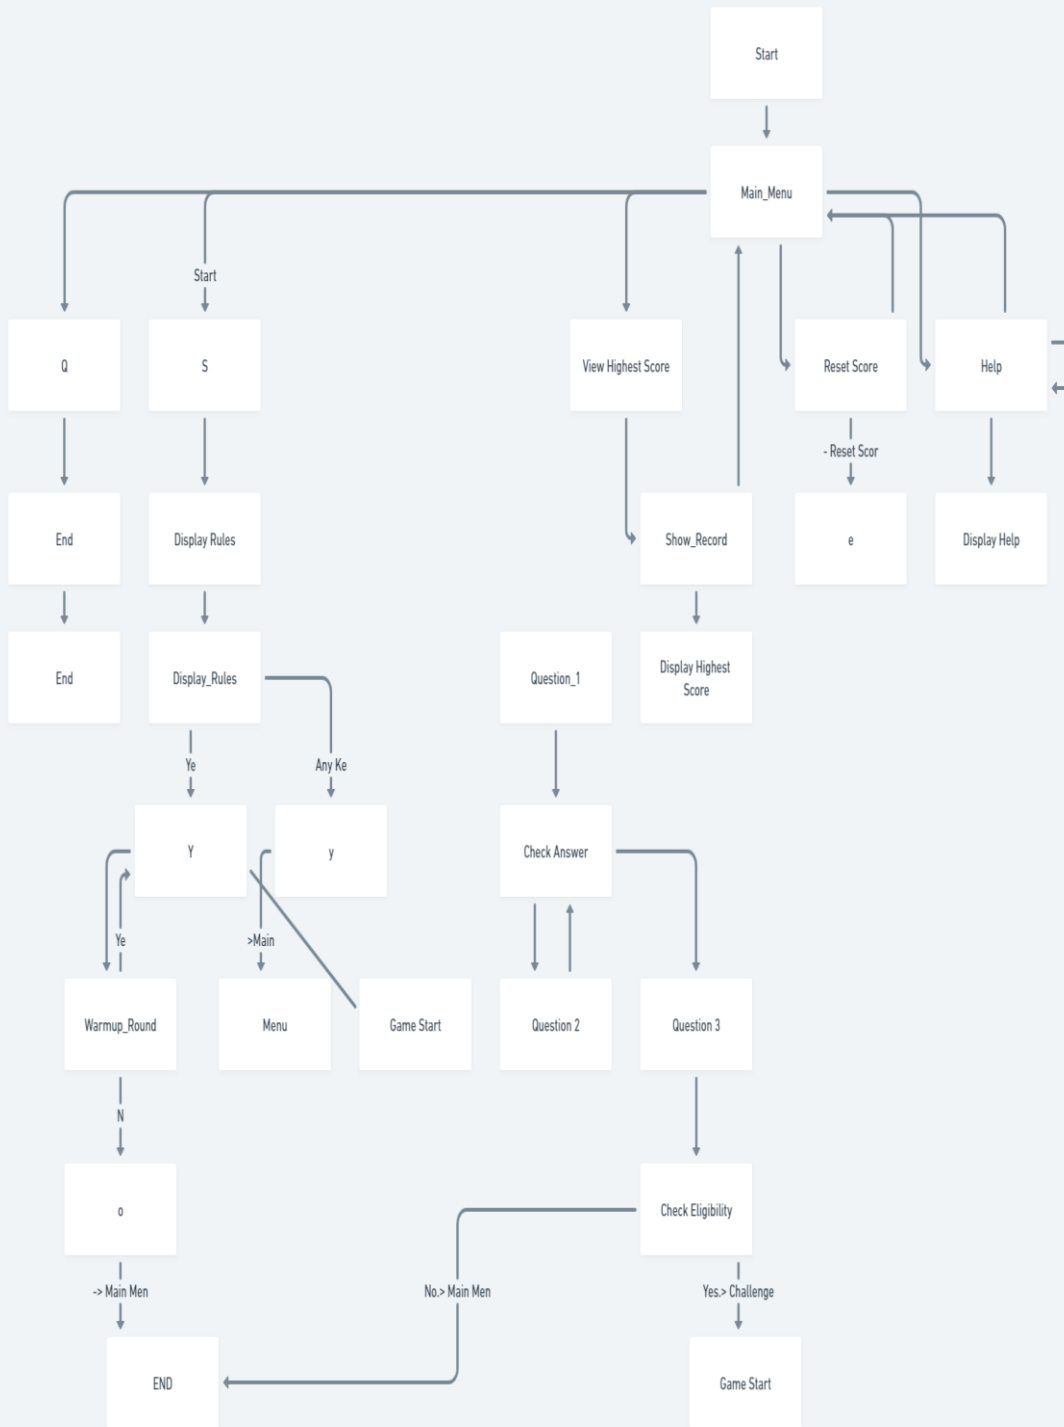 Start
Main_Menu
Start
Q
S
View Highest Score
Reset Score
Help
- Reset Scor
End
Display Rules
Show_Record
e
Display Help
End
Display_Rules
Question_1
Display Highest
Score
Ye
Any Ke
Y
y
Check Answer
Ye
>Main
Warmup_Round
Menu
Game Start
Question 2
Question 3
N
o
Check Eligibility
-> Main Men
No.> Main Men
Yes.> Challenge
END
Game Start